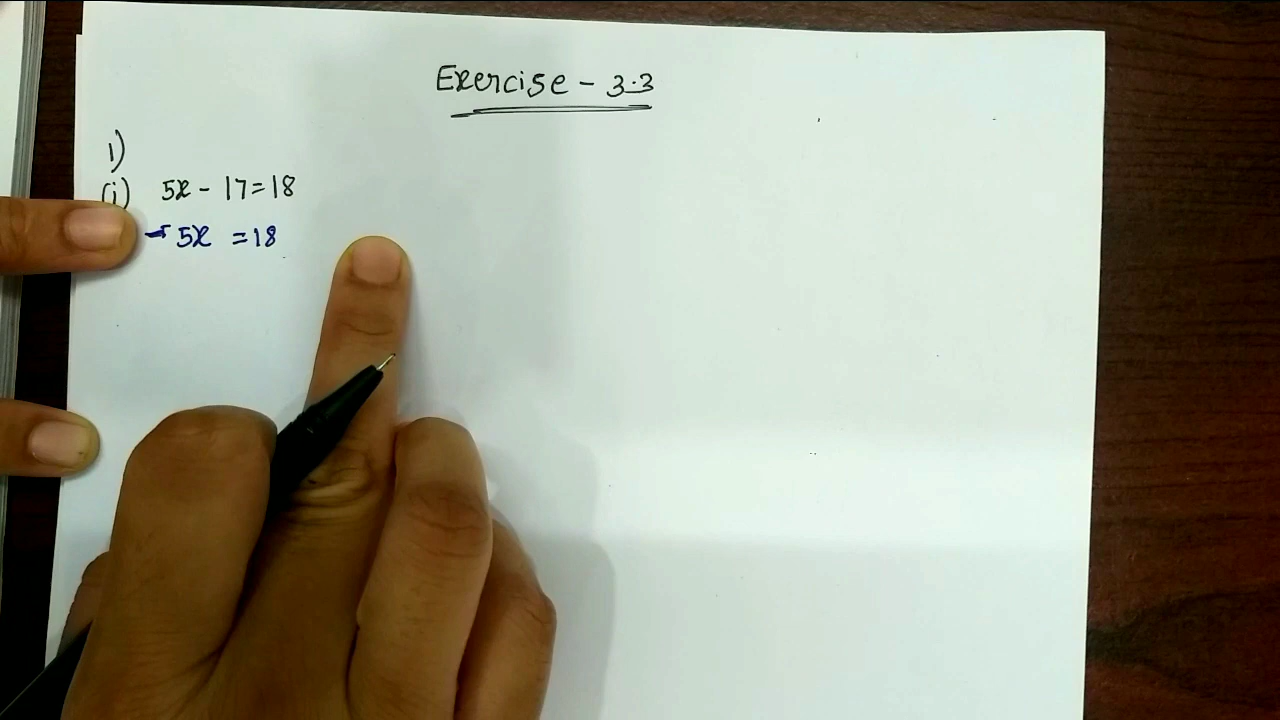 Exercise - 3.3
1)
(i) 5x - 17 = 18
5x = 18